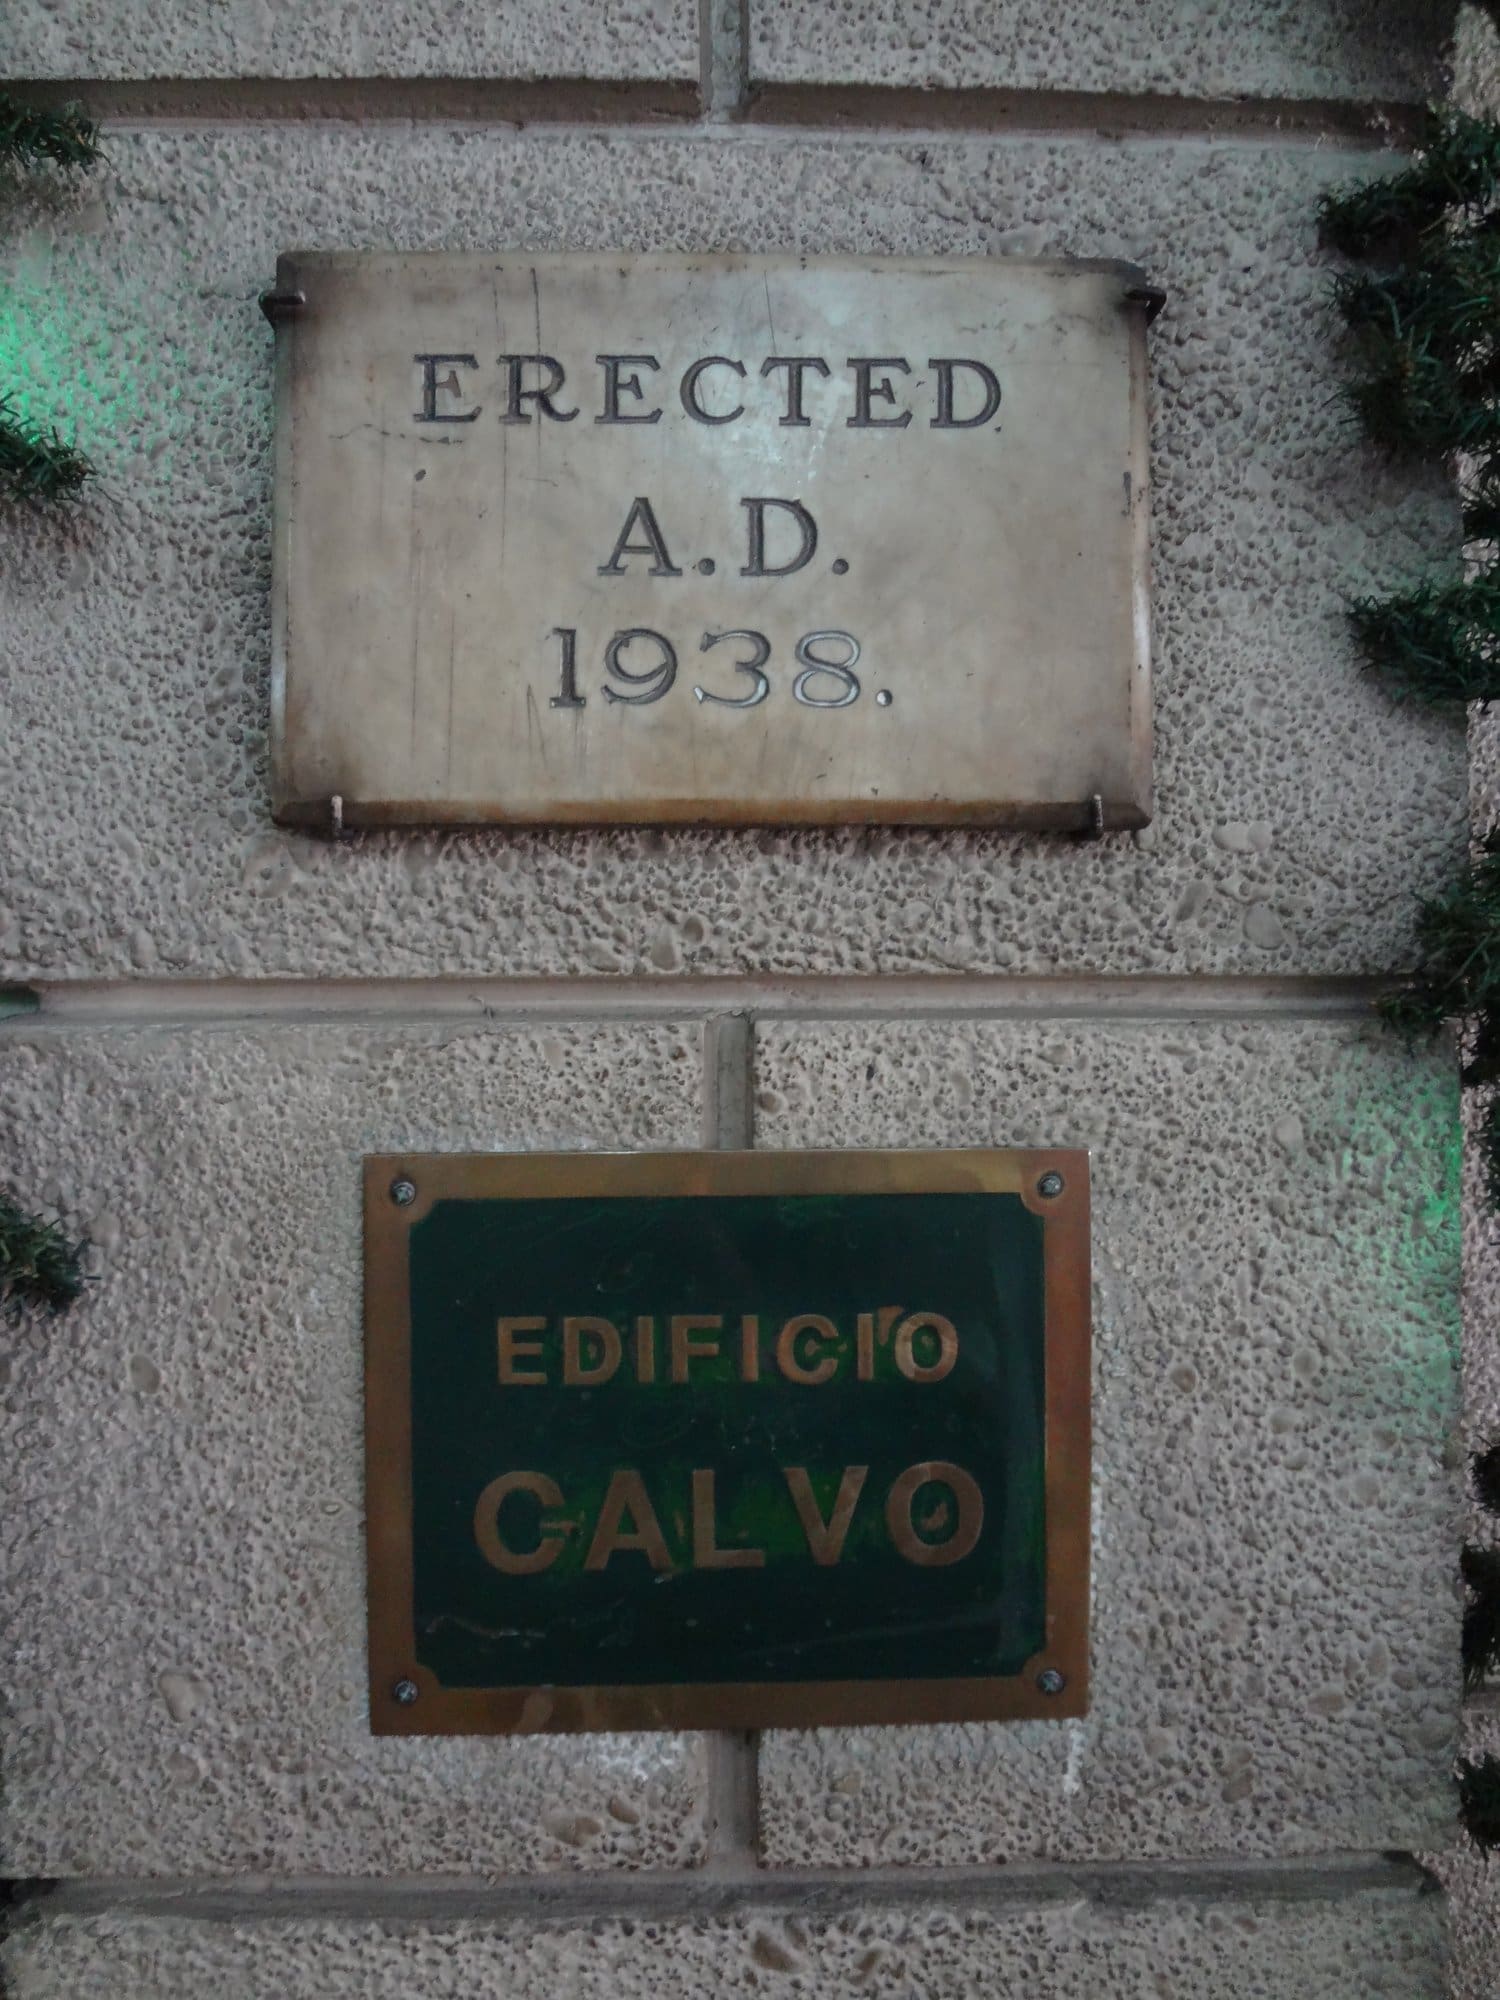 ERECTED
A.D.
1938.
EDIFICIO
CALVO